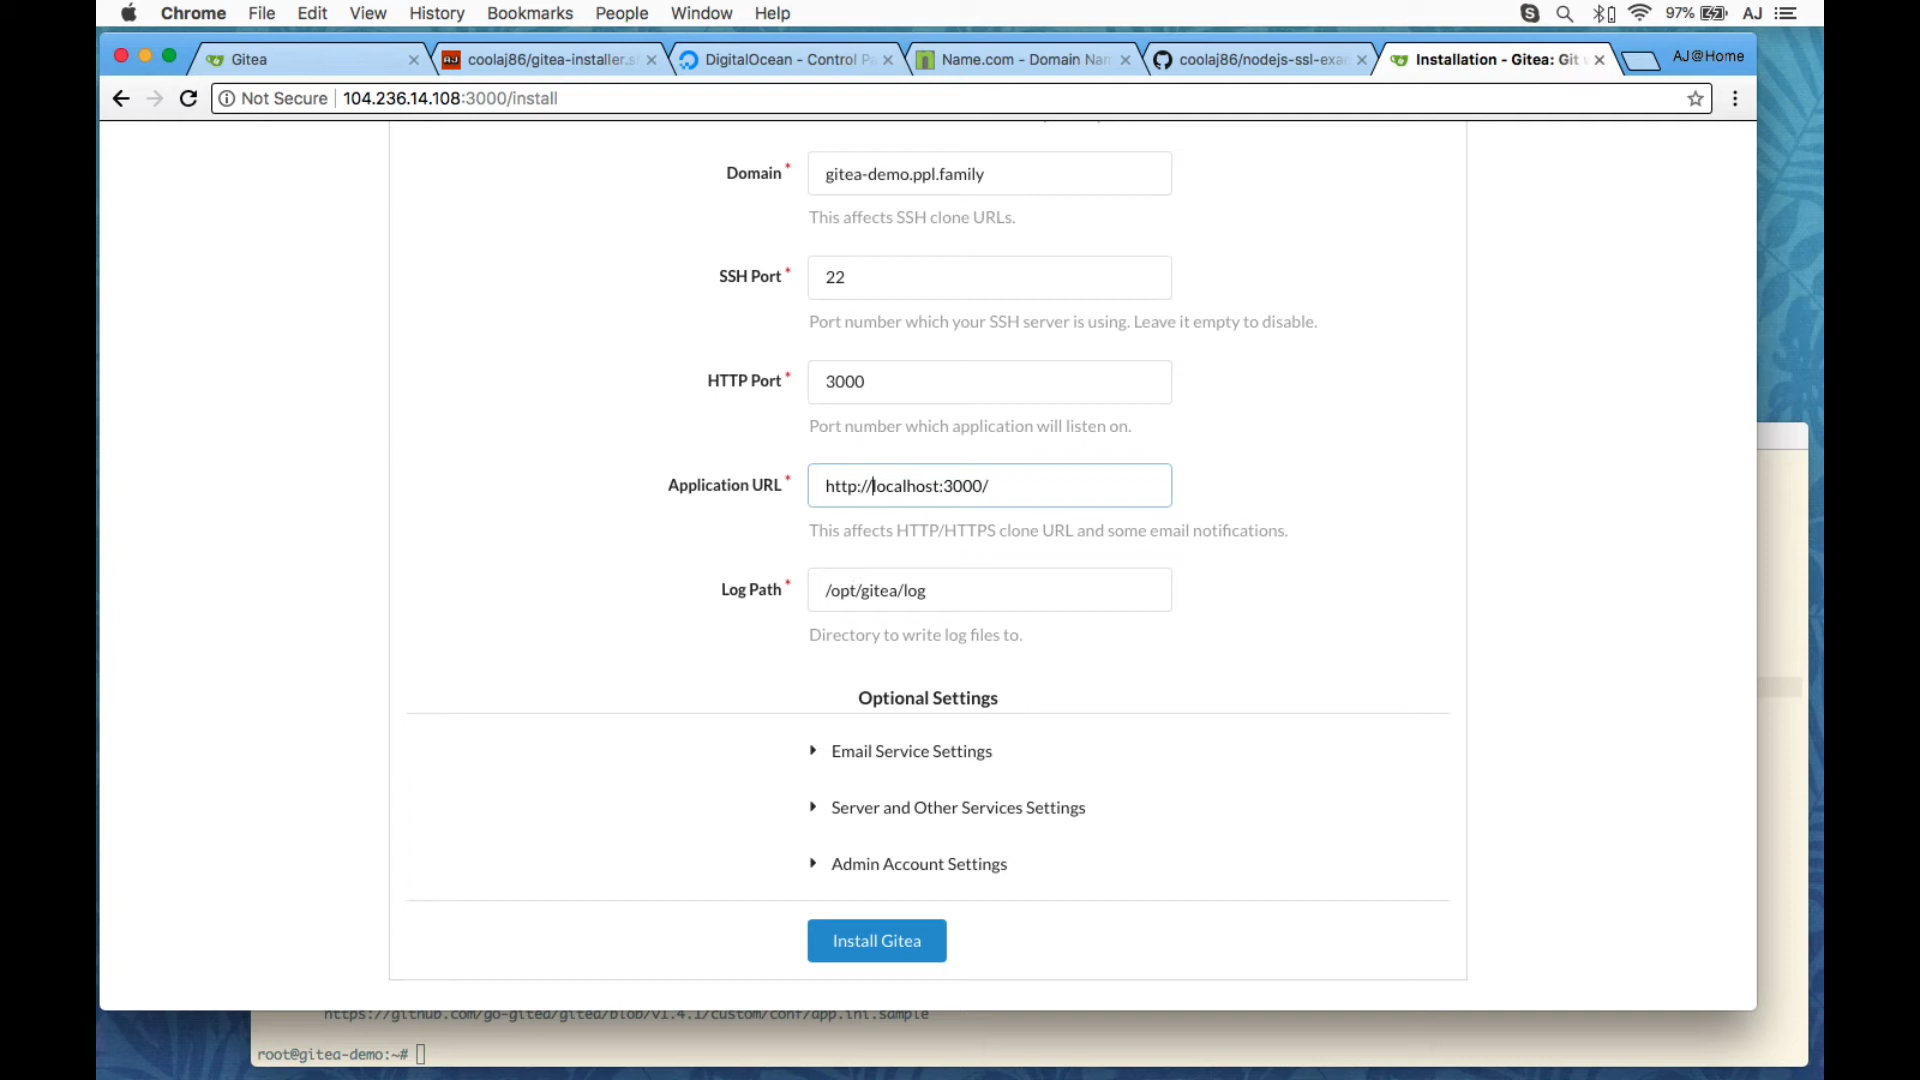 Chrome File Edit View History Bookmarks People Window Help 97% AJ
Gitea coolaj86/gitea-installer.s DigitalOcean - Control Name.com - Domain Nam coolaj86/nodejs-ssl-exa Installation - Gitea: Git AJ@Home
Not Secure 104.236.14.108:3000/install
Domain * gitea-demo.ppl.family
This affects SSH clone URLs.
SSH Port * 22
Port number which your SSH server is using. Leave it empty to disable.
HTTP Port * 3000
Port number which application will listen on.
Application URL * http://localhost:3000/
This affects HTTP/HTTPS clone URL and some email notifications.
Log Path * /opt/gitea/log
Directory to write log files to.
Optional Settings
Email Service Settings
Server and Other Services Settings
Admin Account Settings
Install Gitea
https://github.com/go-gitea/gitea/blob/v1.4.1/custom/conf/app.ini.sample
root@gitea-demo:~#